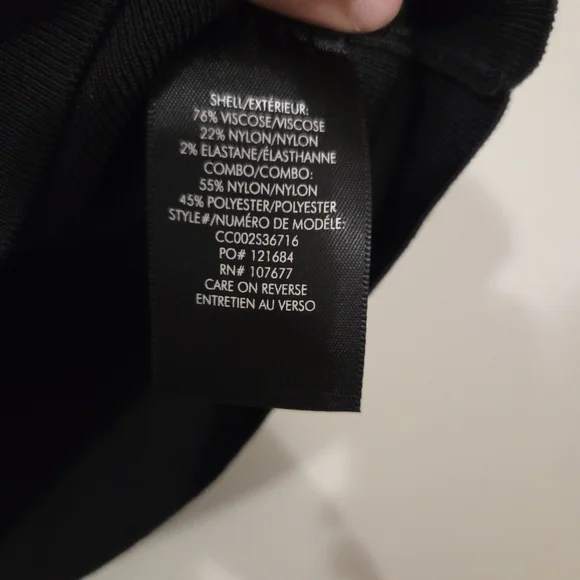 SHELL/EXTÉRIEUR:
76% VISCOSE/VISCOSE
22% NYLON/NYLON
2% ELASTANE/ÉLASTHANNE
COMBO/COMBO:
55% NYLON/NYLON
45% POLYESTER/POLYESTER
STYLE#/NUMÉRO DE MODÉLE:
CC002S36716
PO# 121684
RN# 107677
CARE ON REVERSE
ENTRETIEN AU VERSO